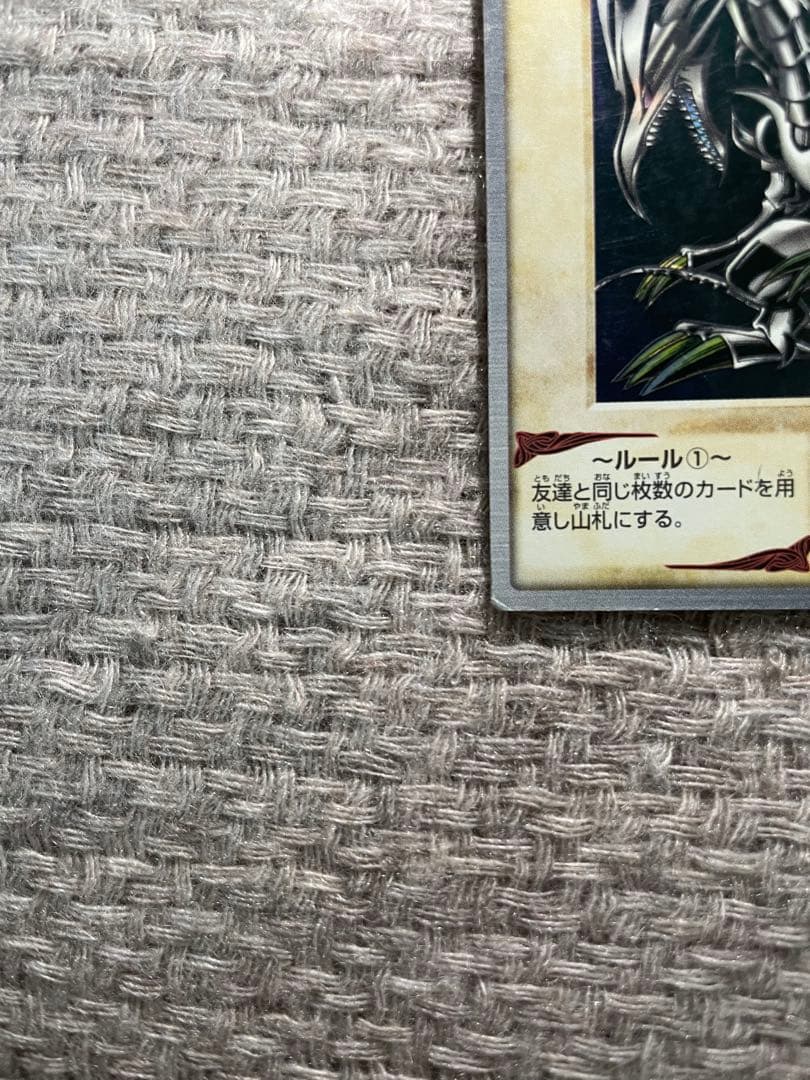 ～ルール①～
友達と同じ枚数のカードを用
意し山札にする。